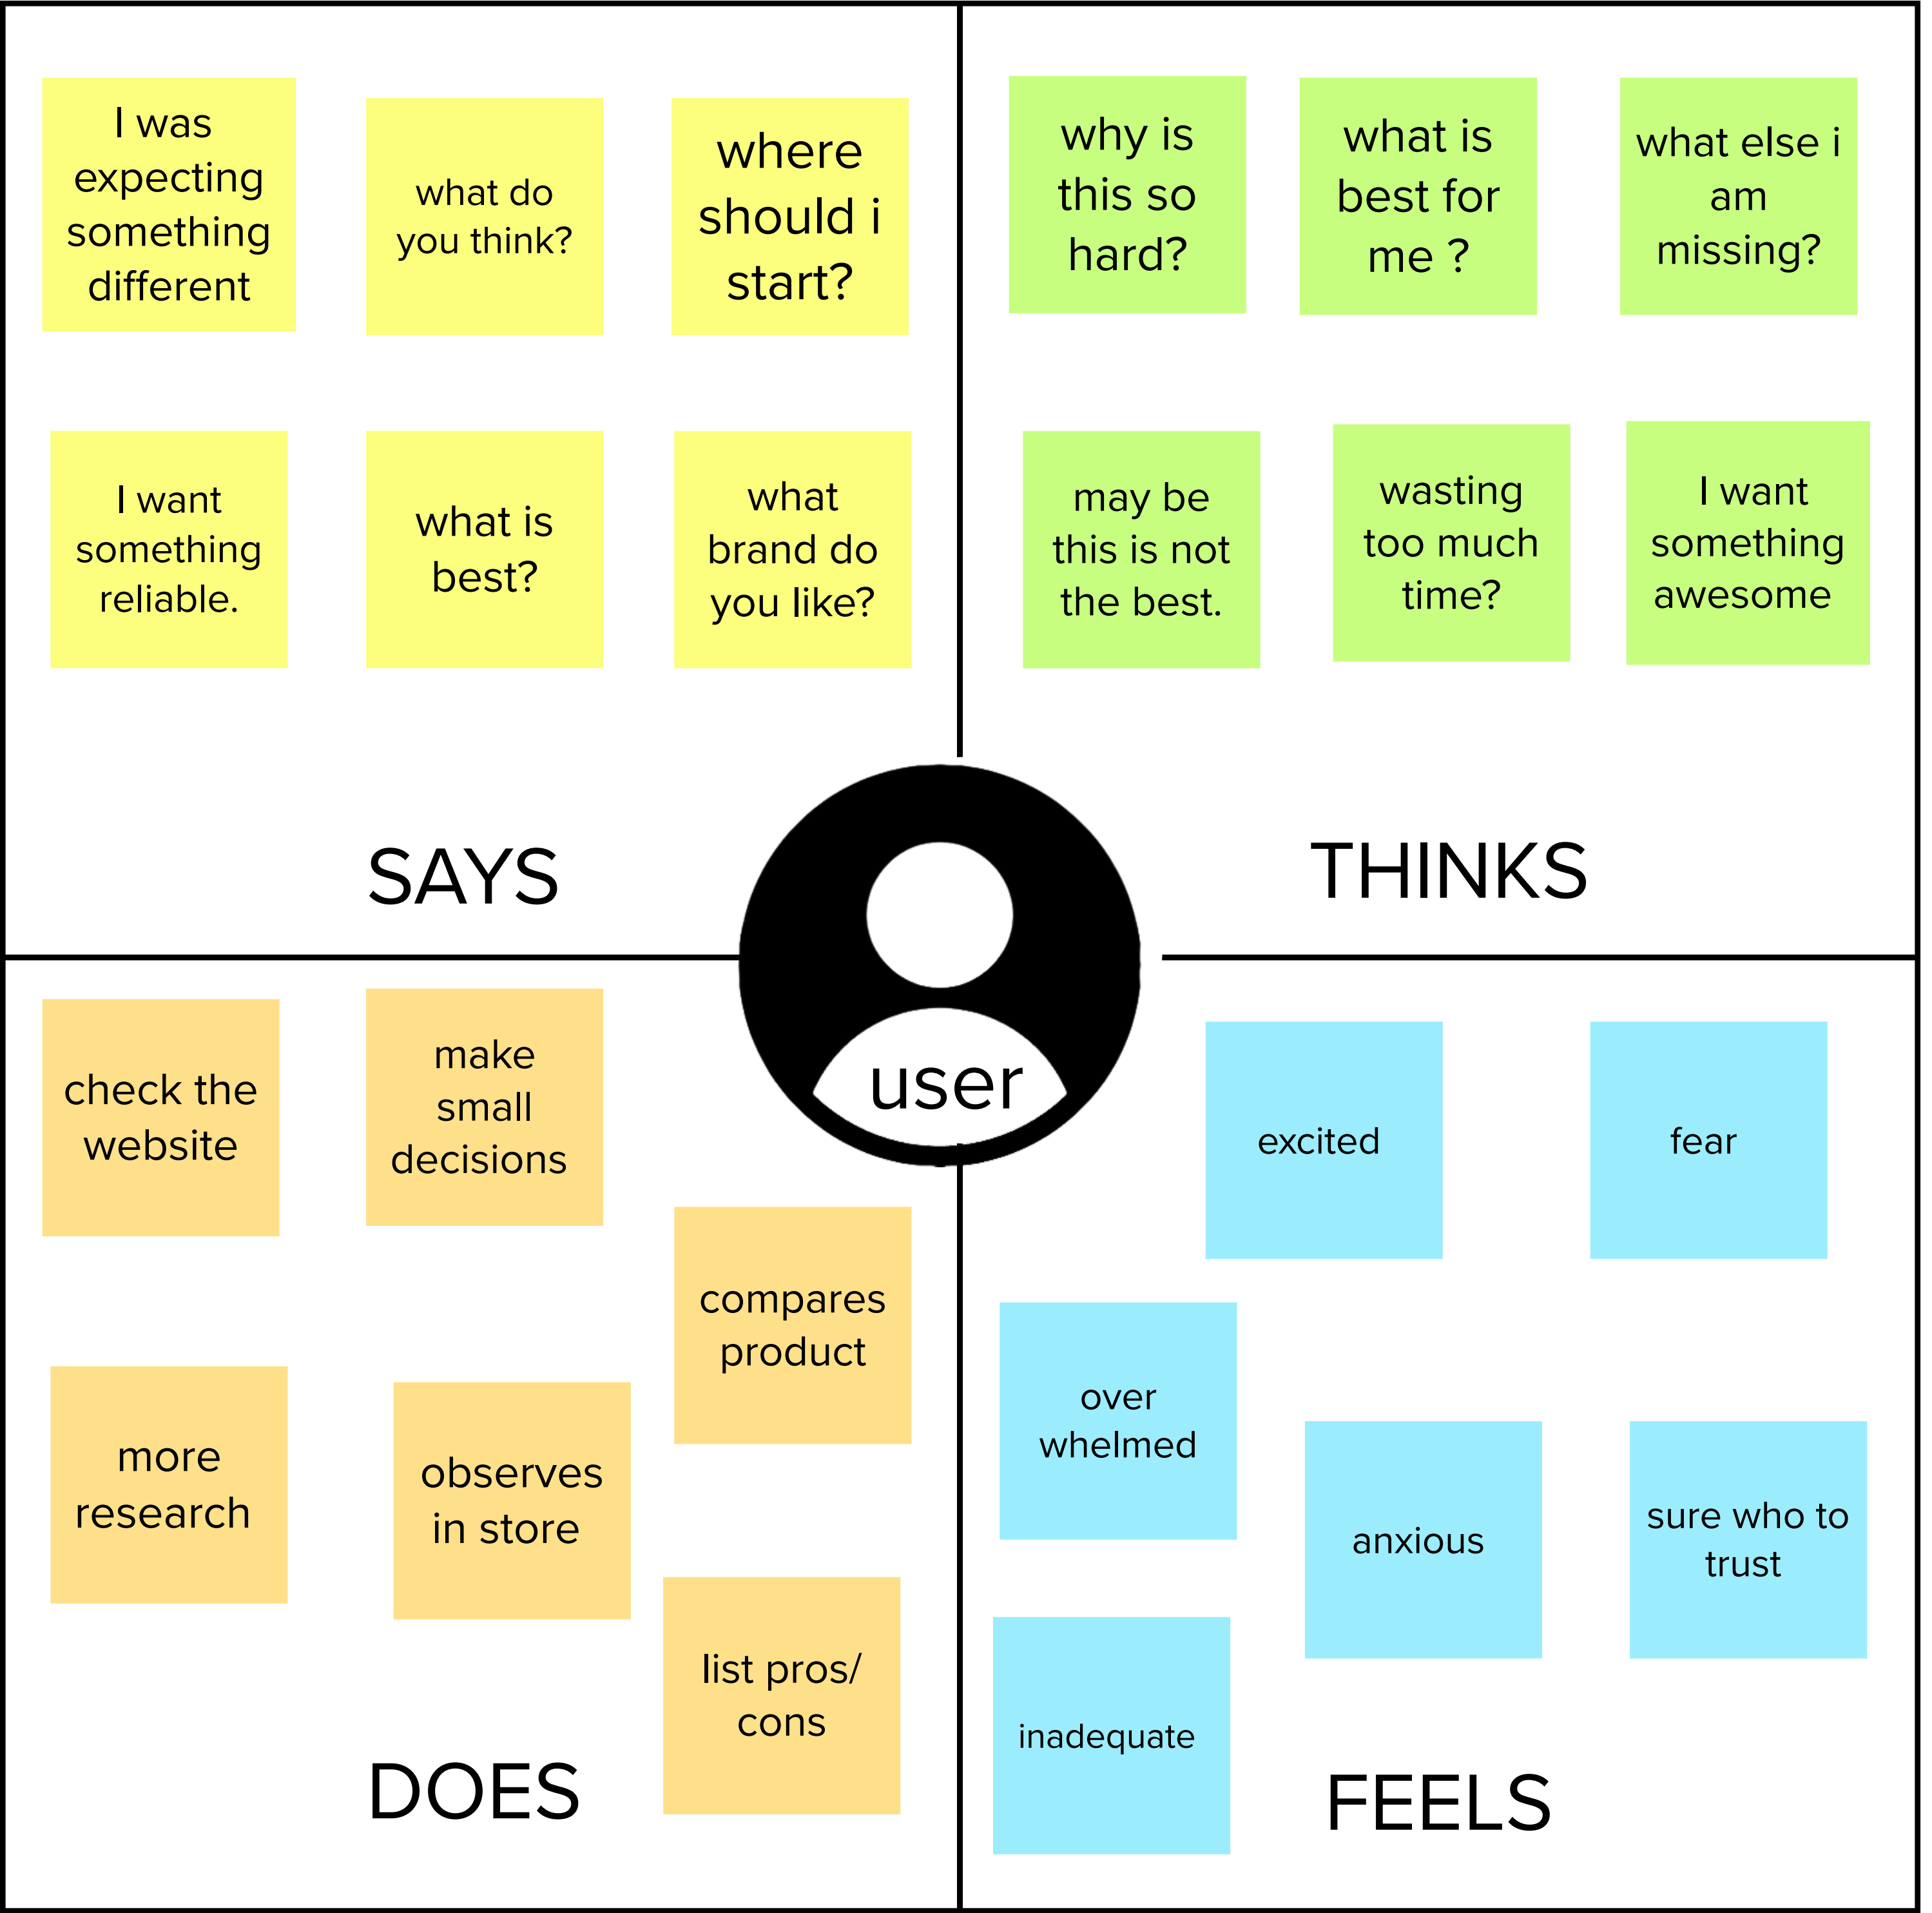 I was
expecting
something
different
what do
you think?
where
should i
start?
I want
something
reliable.
what is
best?
what
brand do
you like?
SAYS
why is
this so
hard?
what is
best for
me ?
what else i
am
missing?
may be
this is not
the best.
wasting
too much
time?
I want
something
awesome
THINKS
user
check the
website
make
small
decisions
compares
product
more
research
observes
in store
list pros/
cons
DOES
excited
fear
over
whelmed
anxious
sure who to
trust
inadequate
FEELS